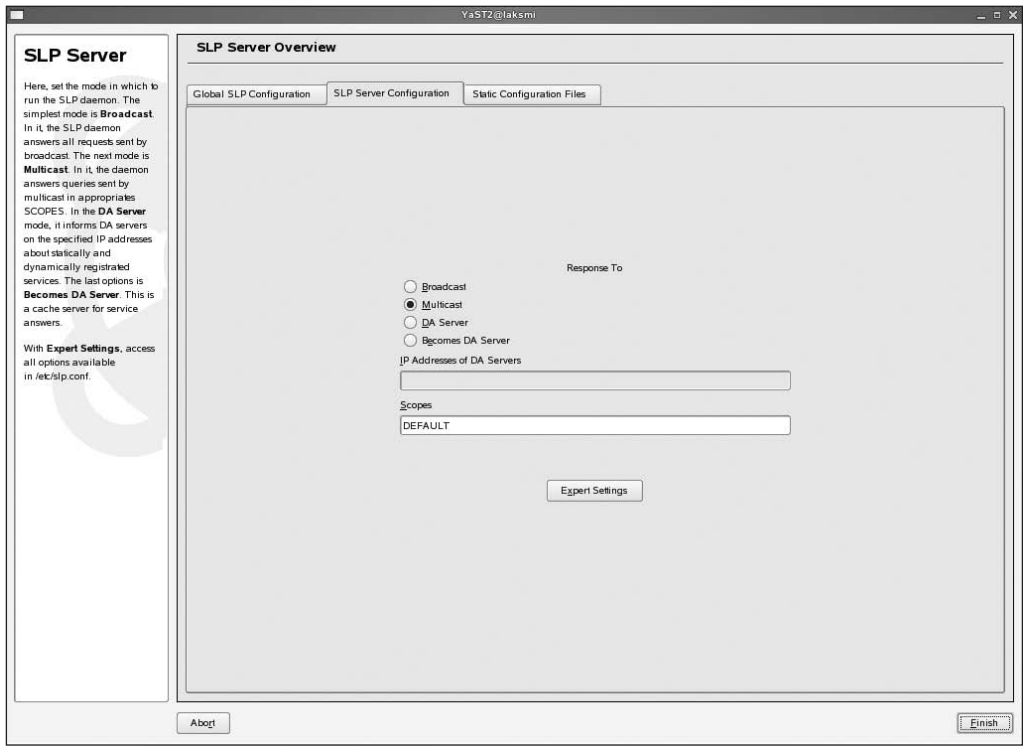 YaST2@laksmi
SLP Server
Here, set the mode in which to
run the SLP daemon. The
simplest mode is Broadcast.
In it, the SLP daemon
answers all requests sent by
broadcast. The next mode is
Multicast. In it, the daemon
answers queries sent by
multicast in appropriates
SCOPES. In the DA Server
mode, it informs DA servers
on the specified IP addresses
about statically and
dynamically registrated
services. The last options is
Becomes DA Server. This is
a cache server for service
answers.
With Expert Settings, access
all options available
in /etc/slp.conf.
SLP Server Overview
Global SLP Configuration
SLP Server Configuration
Static Configuration Files
Response To
Broadcast
Multicast
DA Server
Becomes DA Server
IP Addresses of DA Servers
Scopes
DEFAULT
Expert Settings
Abort
Finish